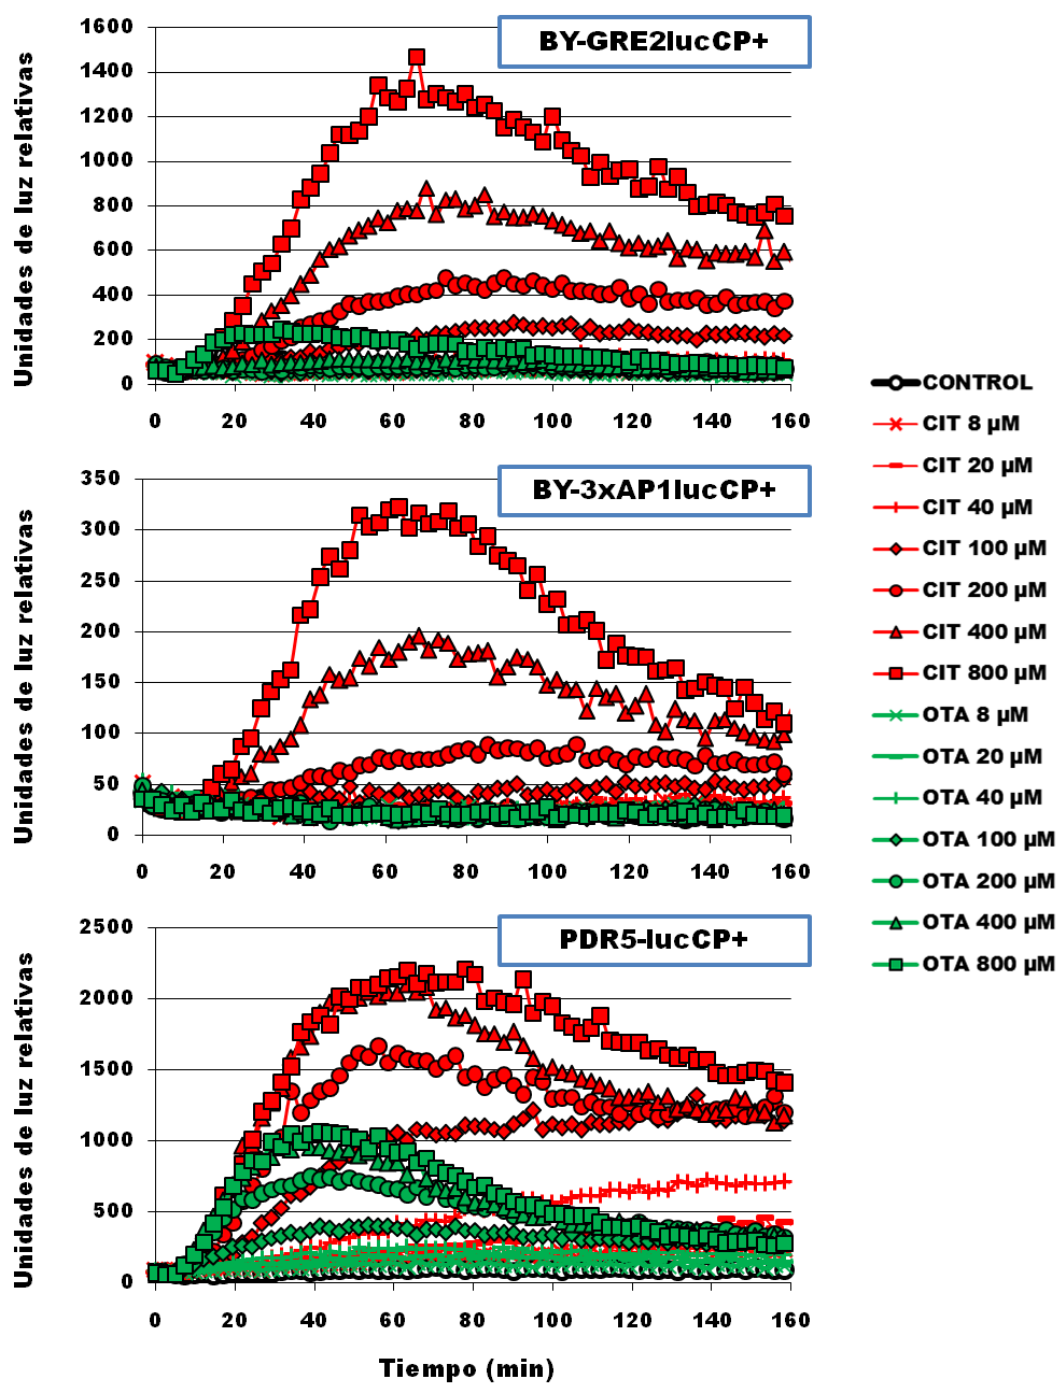 BY-GRE2lucCP+
Unidades de luz relativas
1600
1400
1200
1000
800
600
400
200
0
0 20 40 60 80 100 120 140 160
BY-3xAP1lucCP+
Unidades de luz relativas
350
300
250
200
150
100
50
0
0 20 40 60 80 100 120 140 160
PDR5-lucCP+
Unidades de luz relativas
2500
2000
1500
1000
500
0
0 20 40 60 80 100 120 140 160
Tiempo (min)
CONTROL
CIT 8 µM
CIT 20 µM
CIT 40 µM
CIT 100 µM
CIT 200 µM
CIT 400 µM
CIT 800 µM
OTA 8 µM
OTA 20 µM
OTA 40 µM
OTA 100 µM
OTA 200 µM
OTA 400 µM
OTA 800 µM